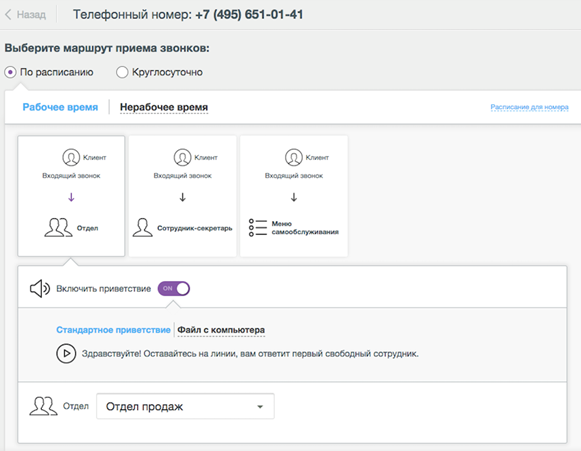 Назад
Телефонный номер: +7 (495) 651-01-41
Выберите маршрут приема звонков:
По расписанию
Круглосуточно
Рабочее время
Нерабочее время
Расписание для номера
Клиент
Входящий звонок
Отдел
Клиент
Входящий звонок
Сотрудник-секретарь
Клиент
Входящий звонок
Меню
самообслуживания
Включить приветствие
ON
Стандартное приветствие
Файл с компьютера
Здравствуйте! Оставайтесь на линии, вам ответит первый свободный сотрудник.
Отдел
Отдел продаж